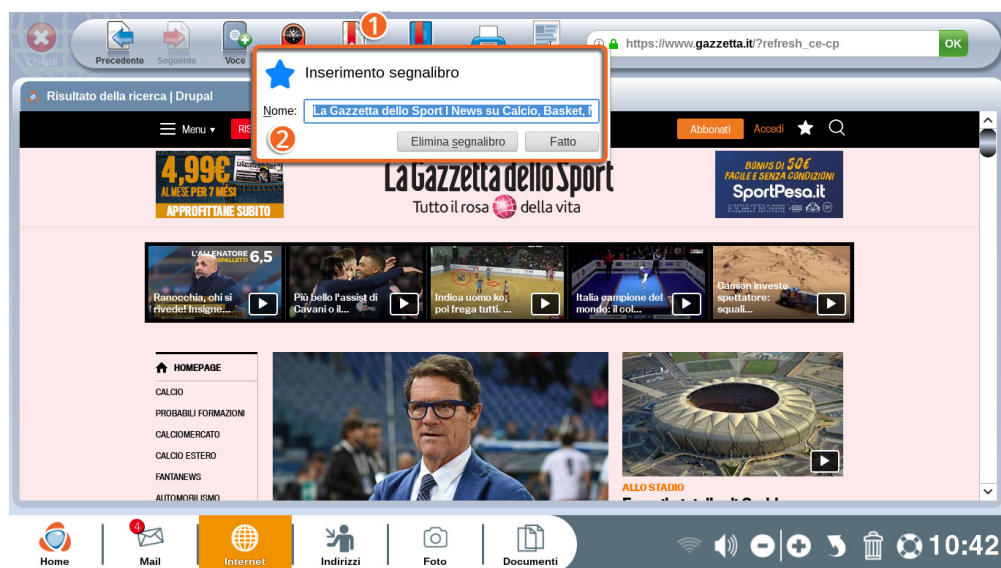 1
Chiudi
Precedente
Seguente
Voce
https://www.gazzetta.it/?refresh_ce-cp
OK
Inserimento segnalibro
Nome:
La Gazzetta dello Sport | News su Calcio, Basket,
2
Elimina segnalibro
Fatto
Risultato della ricerca | Drupal
Menu
Abbonati
Accedi
4,99€
AL MESE PER 7 MESI
APPROFITTANE SUBITO
La Gazzetta dello Sport
Tutto il rosa della vita
BONUS DI 50€
FACILE E SENZA CONDIZIONI
SportPesa.it
L'ALLENATORE
SPALLETTI
6,5
Ranocchia, chi si
rivede! Insigne...
Più bello l'assist di
Cavani o il...
Indica uomo ko,
poi frega tutti. ...
Italia campione del
mondo: il col...
Camion investe
spettatore:
squali...
HOMEPAGE
CALCIO
PROBABILI FORMAZIONI
CALCIOMERCATO
CALCIO ESTERO
FANTANEWS
AUTOMOBILISMO
ALLO STADIO
4
Home
Mail
Internet
Indirizzi
Foto
Documenti
10:42